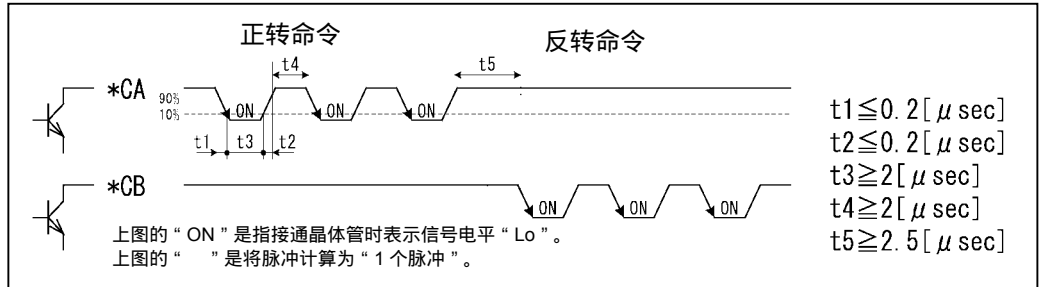 正转命令
反转命令
t4
t5
*CA
90%
10%
ON
ON
ON
t1
t3
t2
*CB
ON
ON
ON
t1≦0.2[μsec]
t2≦0.2[μsec]
t3≧2[μsec]
t4≧2[μsec]
t5≧2.5[μsec]
上图的“ON”是指接通晶体管时表示信号电平“Lo”。
上图的“ ”是将脉冲计算为“1个脉冲”。